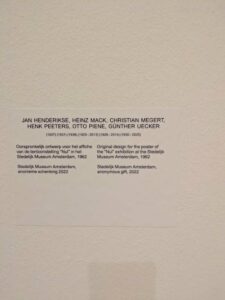 JAN HENDERIKSE, HEINZ MACK, CHRISTIAN MEGERT,
HENK PEETERS, OTTO PIENE, GÜNTHER UECKER
Oorspronkelijk ontwerp voor het affiche
van de tentoonstelling "Nul" in het
Stedelijk Museum Amsterdam, 1962
Stedelijk Museum Amsterdam,
anonieme schenking 2022
Original design for the poster of
the "Nul" exhibition at the Stedelijk
Museum Amsterdam, 1962
Stedelijk Museum Amsterdam,
anonymous gift, 2022